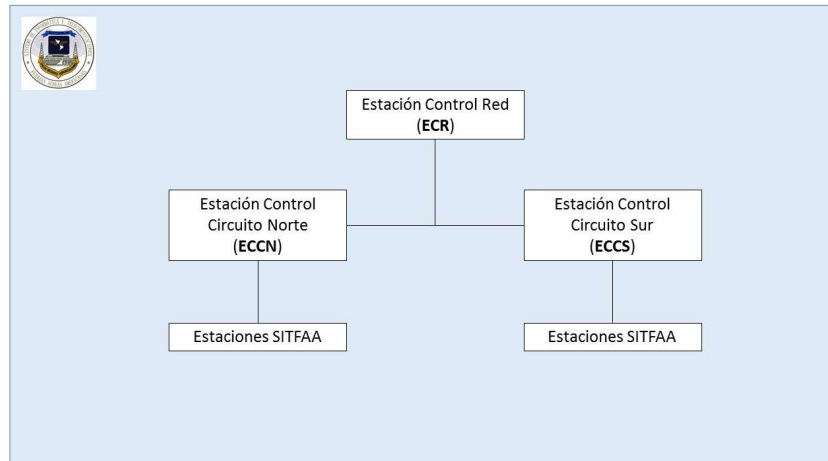 Estación Control Red
(ECR)
Estación Control
Circuito Norte
(ECCN)
Estación Control
Circuito Sur
(ECCS)
Estaciones SITFAA
Estaciones SITFAA